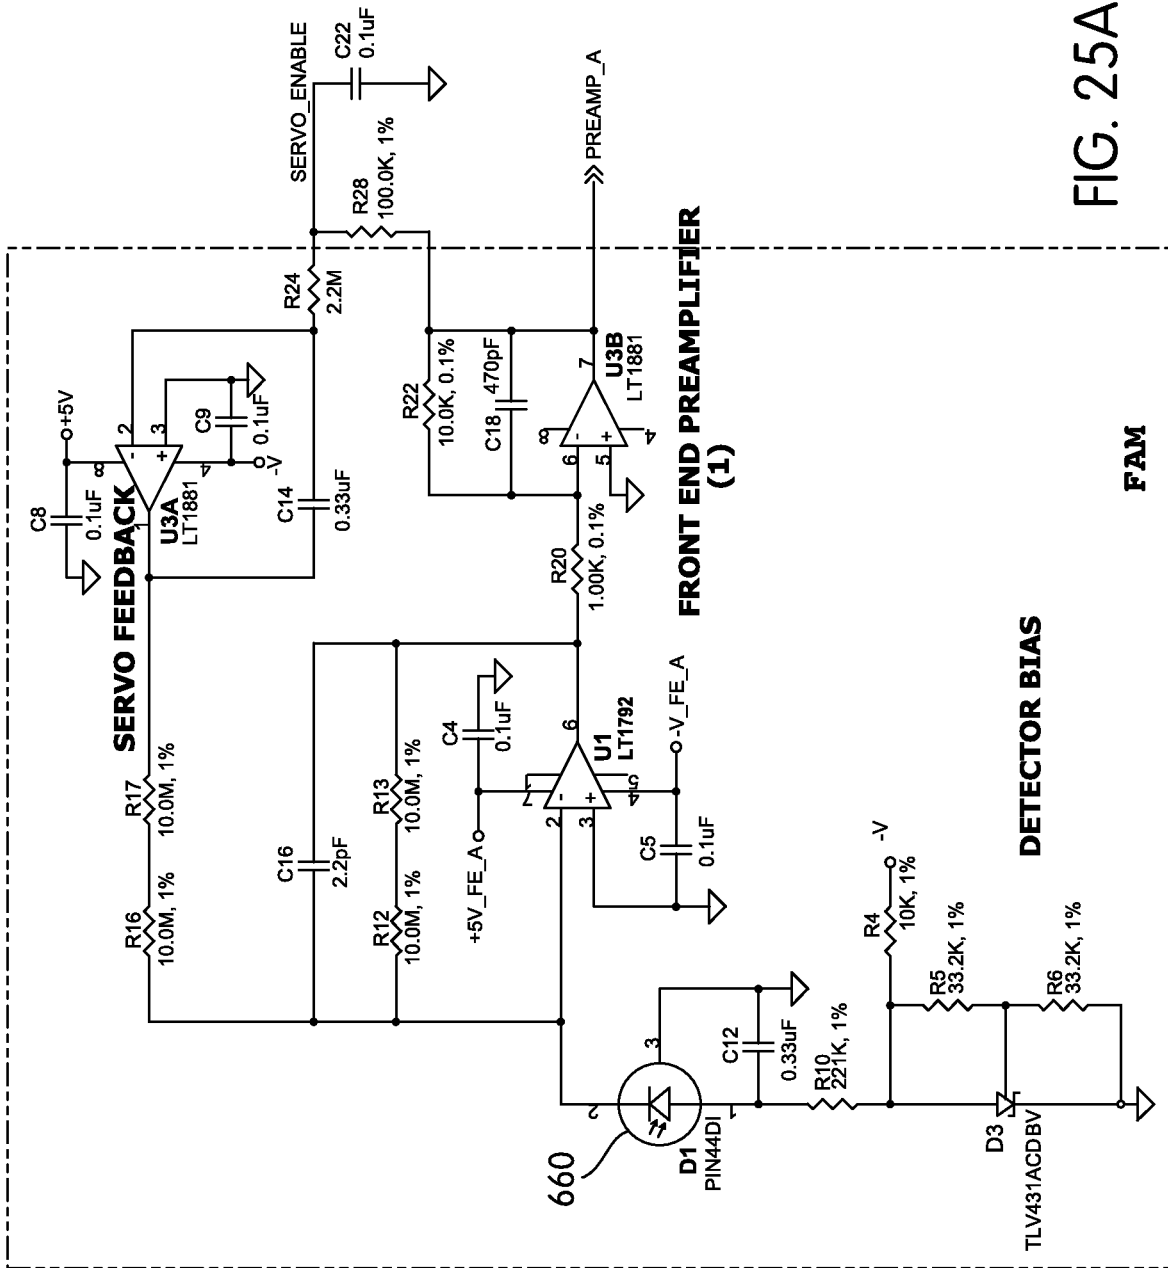 SERVO_ENABLE
C22
0.1uF
R28
100.0K, 1%
PREAMP_A
FIG. 25A
+5V
C8
0.1uF
8
2
3
-
+
4
1
C9
0.1uF
-V
U3A
LT1881
SERVO FEEDBACK
C14
0.33uF
R24
2.2M
R22
10.0K, 0.1%
C18
470pF
8
6
5
-
+
4
7
U3B
LT1881
R20
1.00K, 0.1%
FRONT END PREAMPLIFIER
(1)
R17
10.0M, 1%
R16
10.0M, 1%
C16
2.2pF
R13
10.0M, 1%
R12
10.0M, 1%
+5V_FE_A
C4
0.1uF
7
1
2
3
-
+
4
5
6
U1
LT1792
-V_FE_A
C5
0.1uF
FAM
DETECTOR BIAS
660
2
3
1
D1
PIN44DI
C12
0.33uF
R10
221K, 1%
R4
10K, 1%
-V
R5
33.2K, 1%
R6
33.2K, 1%
D3
TLV431ACDBV